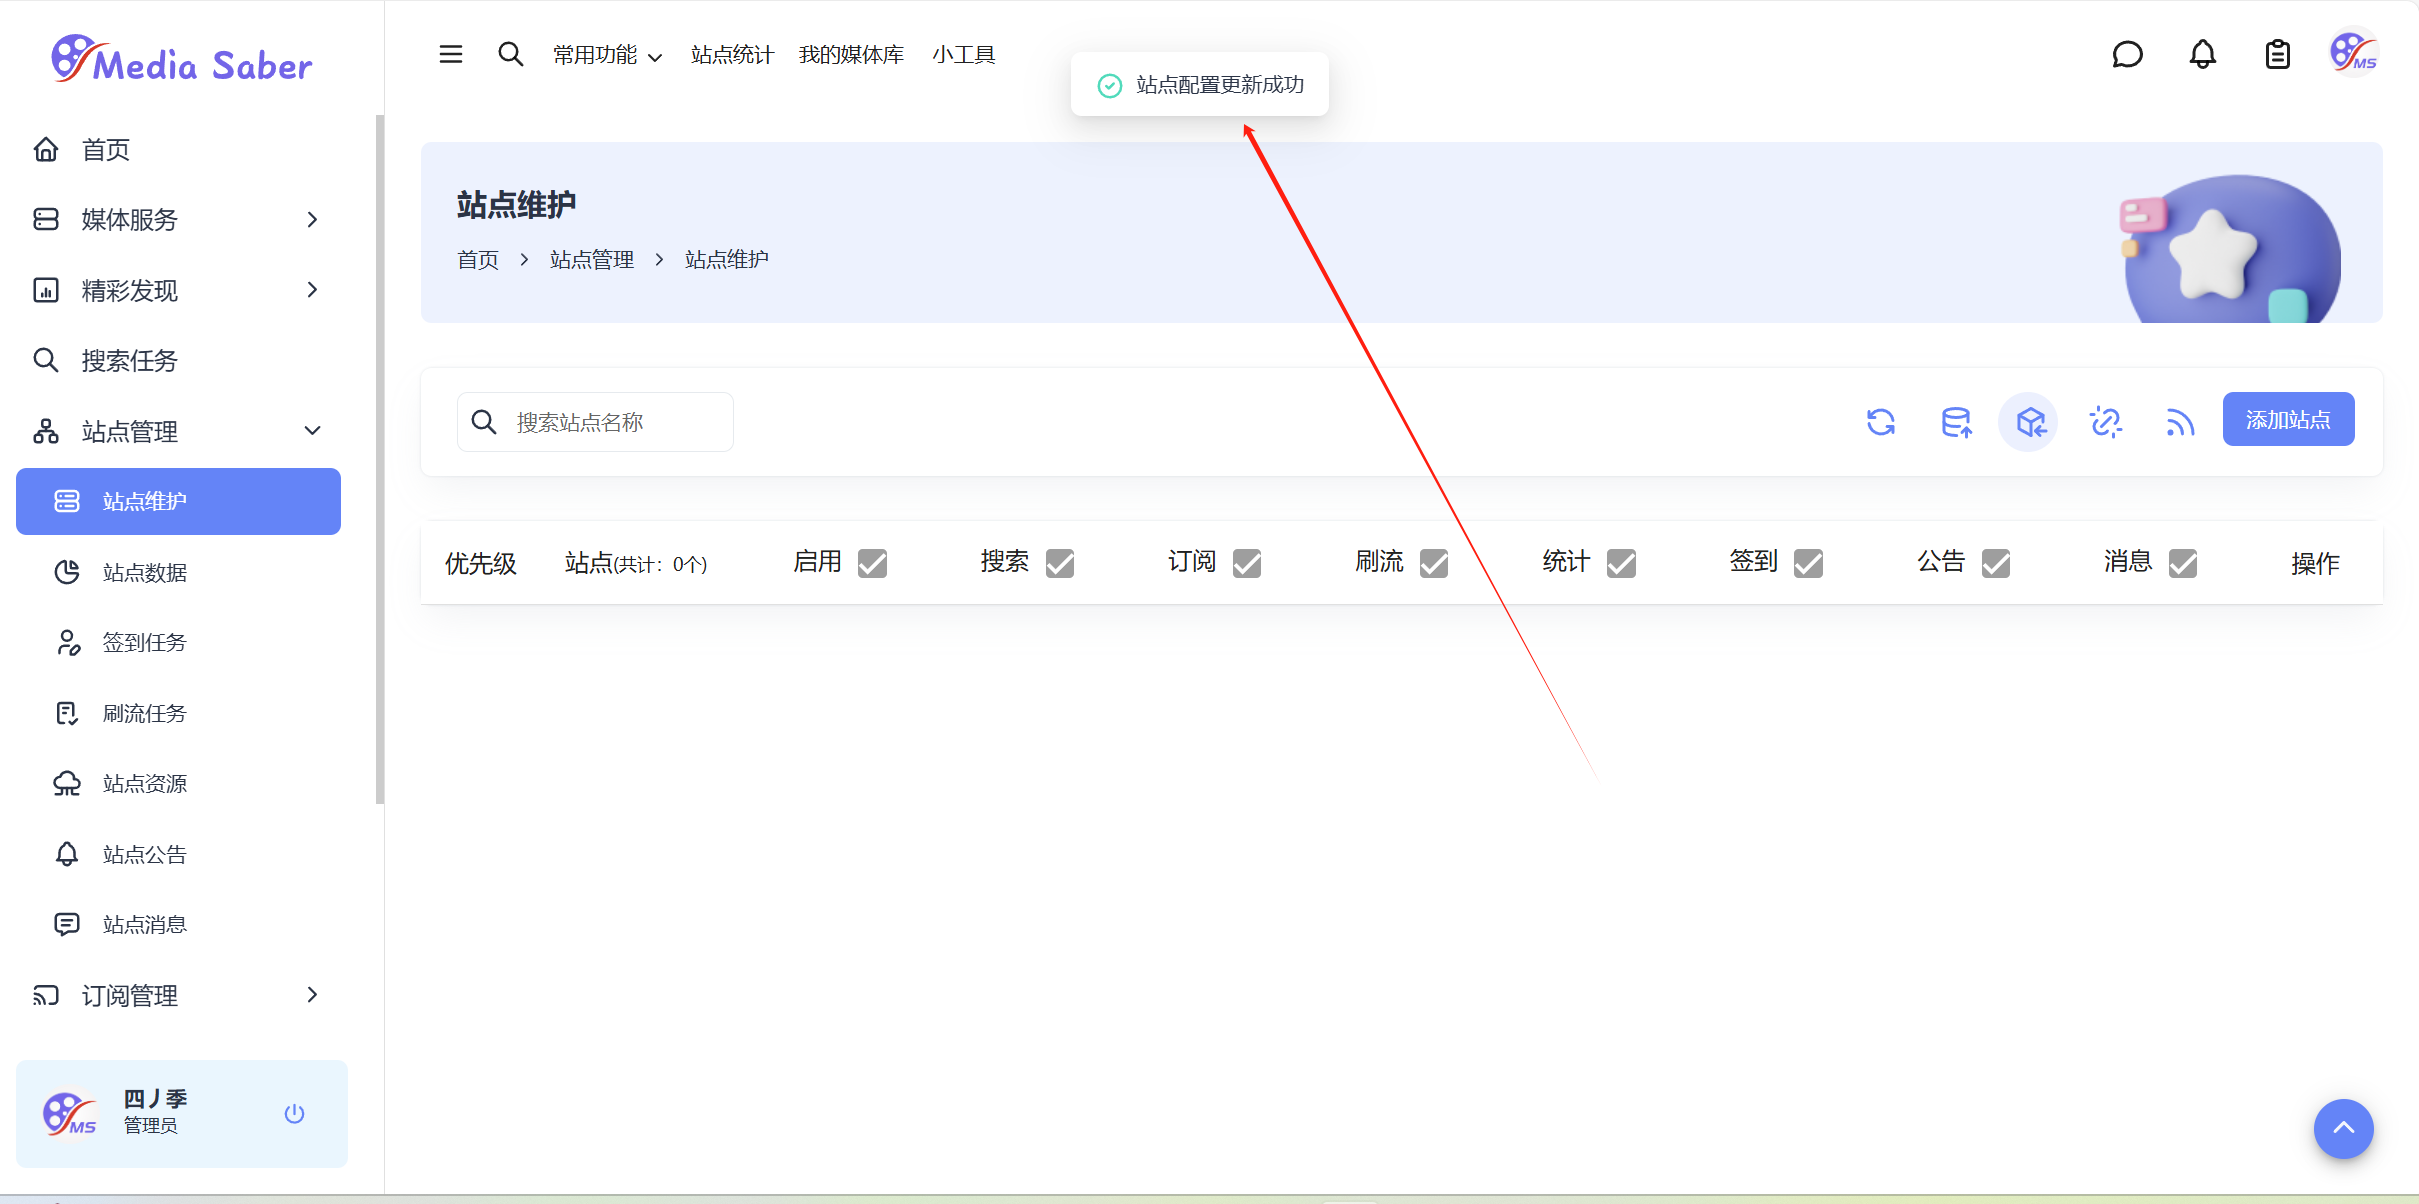 Media Saber
常用功能
站点统计
我的媒体库
小工具
站点配置更新成功
MS
首页
媒体服务
精彩发现
搜索任务
站点管理
站点维护
站点数据
签到任务
刷流任务
站点资源
站点公告
站点消息
订阅管理
MS
四丿季
管理员
站点维护
首页 > 站点管理 > 站点维护
搜索站点名称
添加站点
优先级 站点(共计：0个) 启用 搜索 订阅 刷流 统计 签到 公告 消息 操作